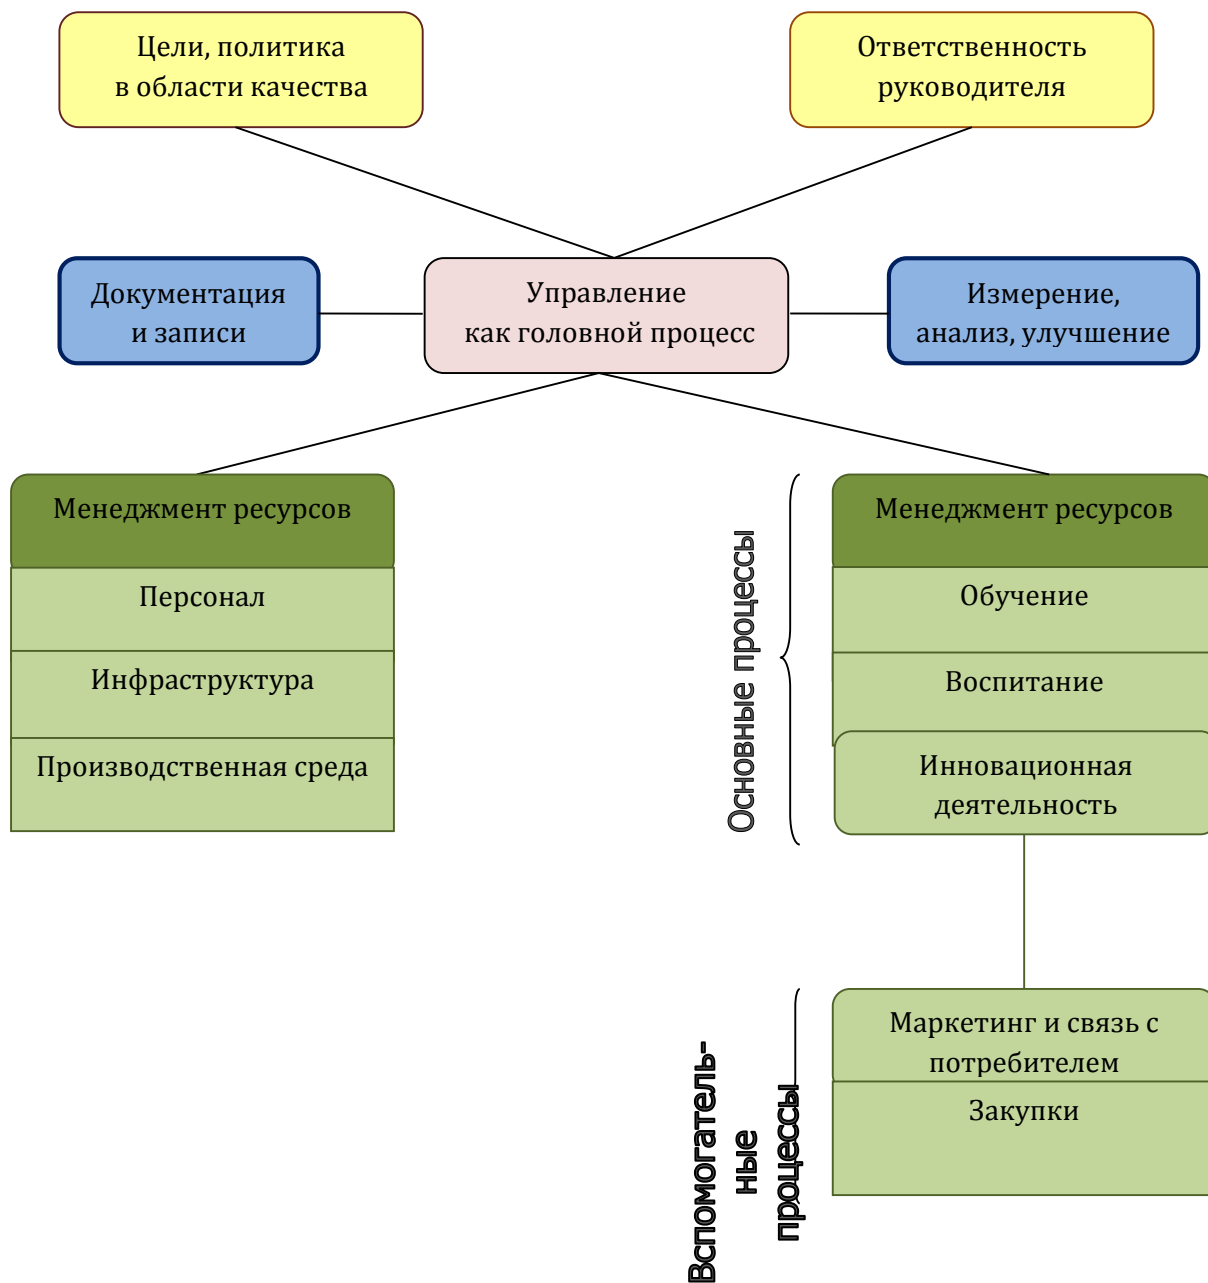 Цели, политика
в области качества
Ответственность
руководителя
Документация
и записи
Управление
как головной процесс
Измерение,
анализ, улучшение
Менеджмент ресурсов
Персонал
Инфраструктура
Производственная среда
Основные процессы
Менеджмент ресурсов
Обучение
Воспитание
Инновационная
деятельность
Вспомогатель-
ные
процессы
Маркетинг и связь с
потребителем
Закупки